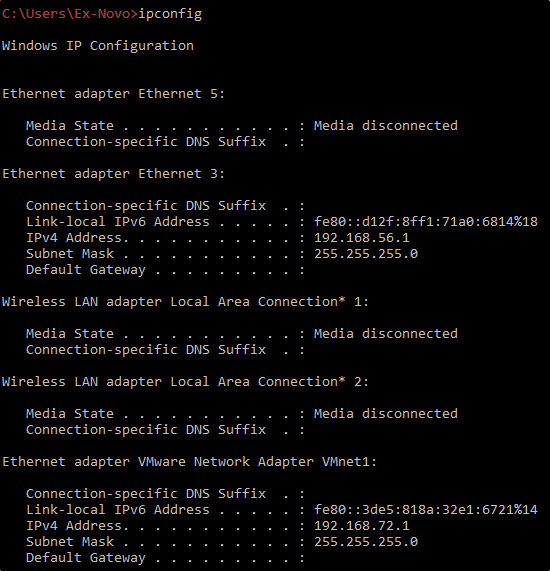 C:\Users\Ex-Novo>ipconfig
Windows IP Configuration
Ethernet adapter Ethernet 5:
Media State . . . . . . . . . . . : Media disconnected
Connection-specific DNS Suffix  . :
Ethernet adapter Ethernet 3:
Connection-specific DNS Suffix  . :
Link-local IPv6 Address . . . . . : fe80::d12f:8ff1:71a0:6814%18
IPv4 Address. . . . . . . . . . . : 192.168.56.1
Subnet Mask . . . . . . . . . . . : 255.255.255.0
Default Gateway . . . . . . . . . :
Wireless LAN adapter Local Area Connection* 1:
Media State . . . . . . . . . . . : Media disconnected
Connection-specific DNS Suffix  . :
Wireless LAN adapter Local Area Connection* 2:
Media State . . . . . . . . . . . : Media disconnected
Connection-specific DNS Suffix  . :
Ethernet adapter VMware Network Adapter VMnet1:
Connection-specific DNS Suffix  . :
Link-local IPv6 Address . . . . . : fe80::3de5:818a:32e1:6721%14
IPv4 Address. . . . . . . . . . . : 192.168.72.1
Subnet Mask . . . . . . . . . . . : 255.255.255.0
Default Gateway . . . . . . . . . :